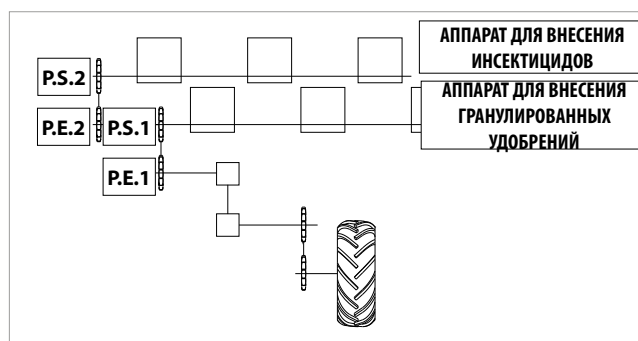 АППАРАТ ДЛЯ ВНЕСЕНИЯ
ИНСЕКТИЦИДОВ
P.S.2
АППАРАТ ДЛЯ ВНЕСЕНИЯ
ГРАНУЛИРОВАННЫХ
УДОБРЕНИЙ
P.E.2
P.S.1
P.E.1